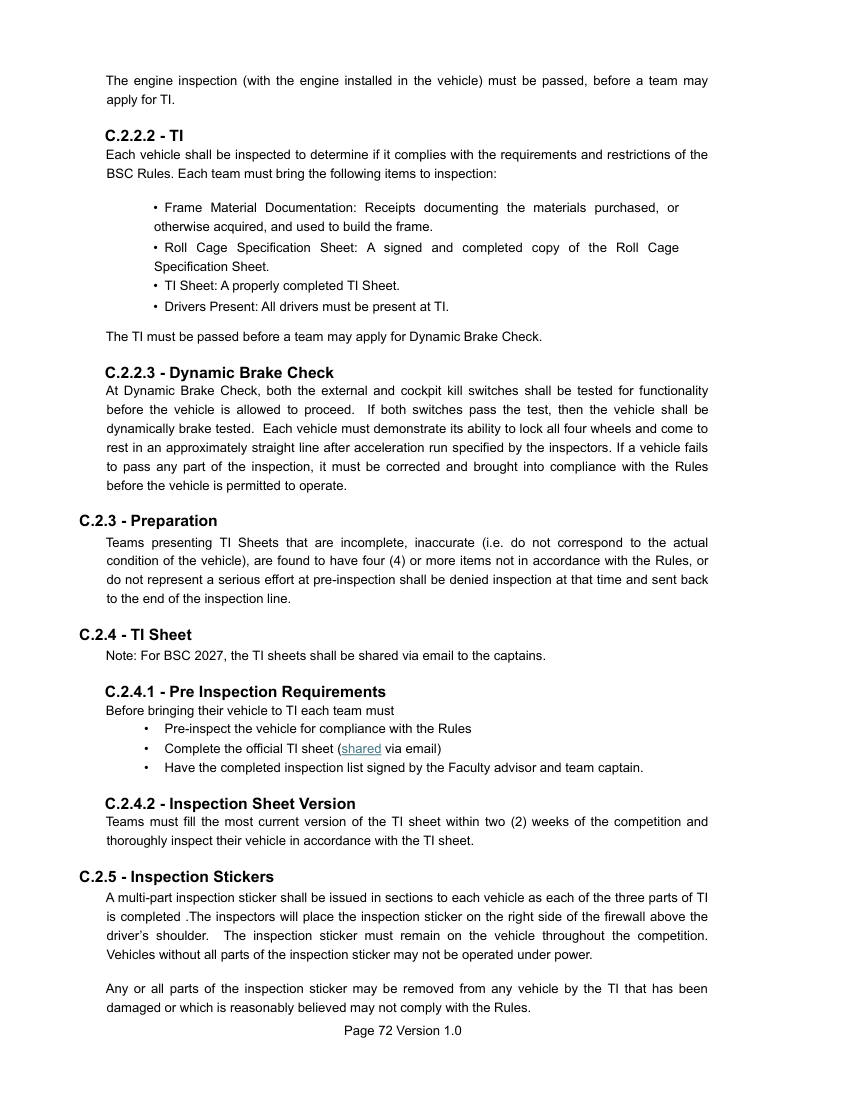 The engine inspection (with the engine installed in the vehicle) must be passed, before a team may
apply for TI.
C.2.2.2 - TI
Each vehicle shall be inspected to determine if it complies with the requirements and restrictions of the
BSC Rules. Each team must bring the following items to inspection:
• Frame Material Documentation: Receipts documenting the materials purchased, or
otherwise acquired, and used to build the frame.
• Roll Cage Specification Sheet: A signed and completed copy of the Roll Cage
Specification Sheet.
• TI Sheet: A properly completed TI Sheet.
• Drivers Present: All drivers must be present at TI.
The TI must be passed before a team may apply for Dynamic Brake Check.
C.2.2.3 - Dynamic Brake Check
At Dynamic Brake Check, both the external and cockpit kill switches shall be tested for functionality
before the vehicle is allowed to proceed.  If both switches pass the test, then the vehicle shall be
dynamically brake tested.  Each vehicle must demonstrate its ability to lock all four wheels and come to
rest in an approximately straight line after acceleration run specified by the inspectors. If a vehicle fails
to pass any part of the inspection, it must be corrected and brought into compliance with the Rules
before the vehicle is permitted to operate.
C.2.3 - Preparation
Teams presenting TI Sheets that are incomplete, inaccurate (i.e. do not correspond to the actual
condition of the vehicle), are found to have four (4) or more items not in accordance with the Rules, or
do not represent a serious effort at pre-inspection shall be denied inspection at that time and sent back
to the end of the inspection line.
C.2.4 - TI Sheet
Note: For BSC 2027, the TI sheets shall be shared via email to the captains.
C.2.4.1 - Pre Inspection Requirements
Before bringing their vehicle to TI each team must
• Pre-inspect the vehicle for compliance with the Rules
• Complete the official TI sheet (shared via email)
• Have the completed inspection list signed by the Faculty advisor and team captain.
C.2.4.2 - Inspection Sheet Version
Teams must fill the most current version of the TI sheet within two (2) weeks of the competition and
thoroughly inspect their vehicle in accordance with the TI sheet.
C.2.5 - Inspection Stickers
A multi-part inspection sticker shall be issued in sections to each vehicle as each of the three parts of TI
is completed .The inspectors will place the inspection sticker on the right side of the firewall above the
driver’s shoulder.  The inspection sticker must remain on the vehicle throughout the competition.
Vehicles without all parts of the inspection sticker may not be operated under power.
Any or all parts of the inspection sticker may be removed from any vehicle by the TI that has been
damaged or which is reasonably believed may not comply with the Rules.
Page 72 Version 1.0